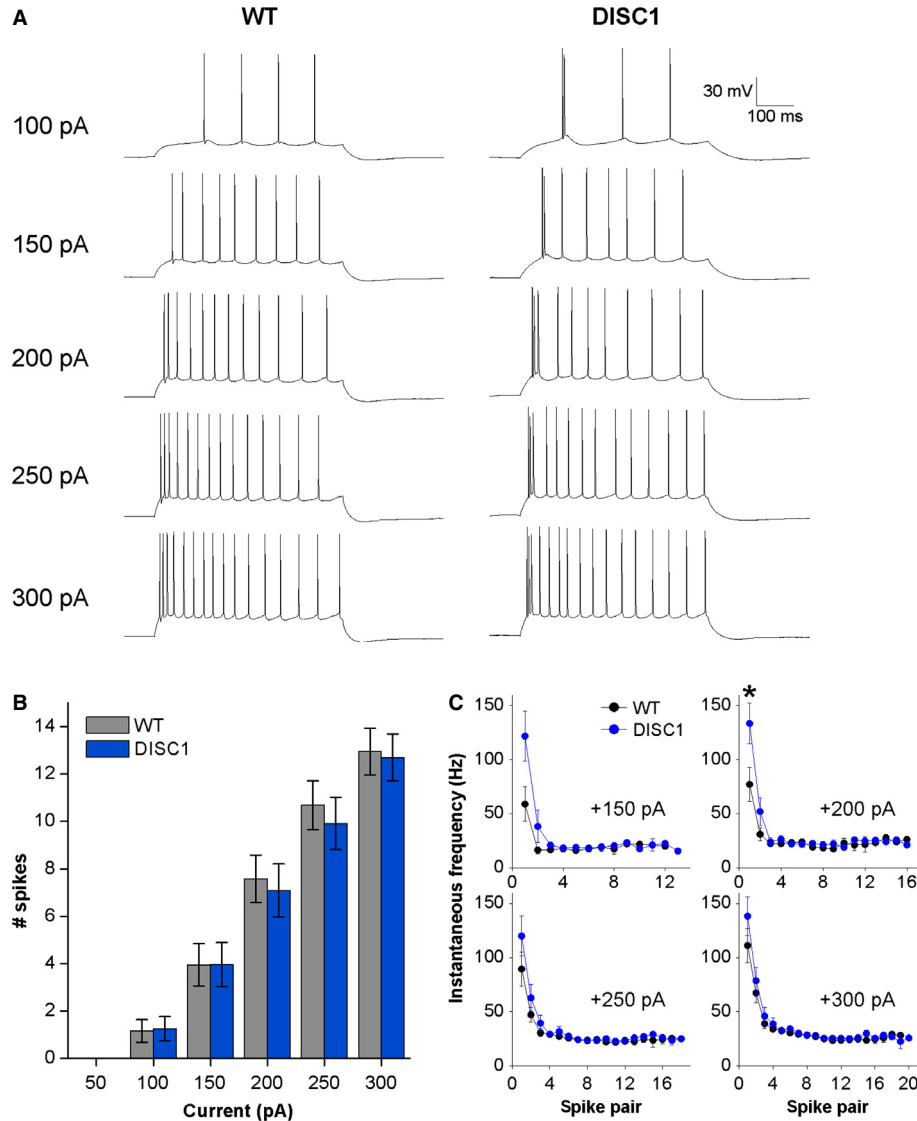 A
WT
DISC1
30 mV
100 ms
100 pA
150 pA
200 pA
250 pA
300 pA
B
WT
DISC1
# spikes
14
12
10
8
6
4
2
0
50 100 150 200 250 300
Current (pA)
C
Instantaneous frequency (Hz)
150
100
50
0
WT
DISC1
+150 pA
0 4 8 12
*
150
100
50
0
+200 pA
0 4 8 12 16
150
100
50
0
+250 pA
0 4 8 12 16
Spike pair
150
100
50
0
+300 pA
0 4 8 12 16 20
Spike pair